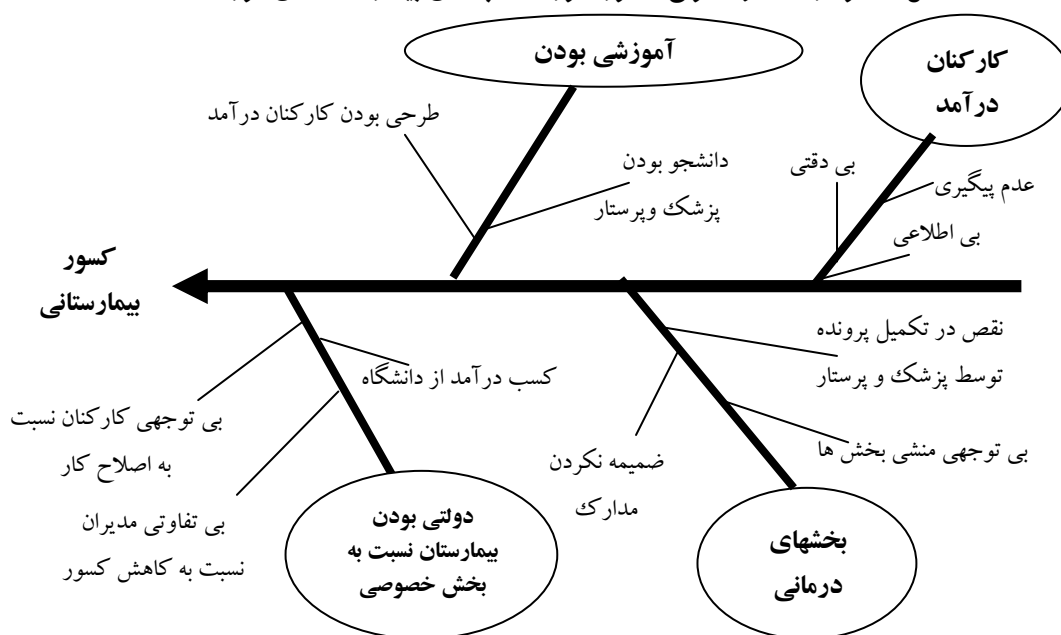 آموزشی بودن
کارکنان
درآمد
طرحی بودن کارکنان درآمد
دانشجو بودن
پزشک وپرستار
بی دقتی
عدم پیگیری
بی اطلاعی
کسور
بیمارستانی
نقص در تکمیل پرونده
توسط پزشک و پرستار
بی توجهی منشی بخش ها
ضمیمه نکردن
مدارک
کسب درآمد از دانشگاه
بی توجهی کارکنان نسبت
به اصلاح کار
بی تفاوتی مدیران
نسبت به کاهش کسور
دولتی بودن
بیمارستان نسبت به
بخش خصوصی
بخشهای
درمانی